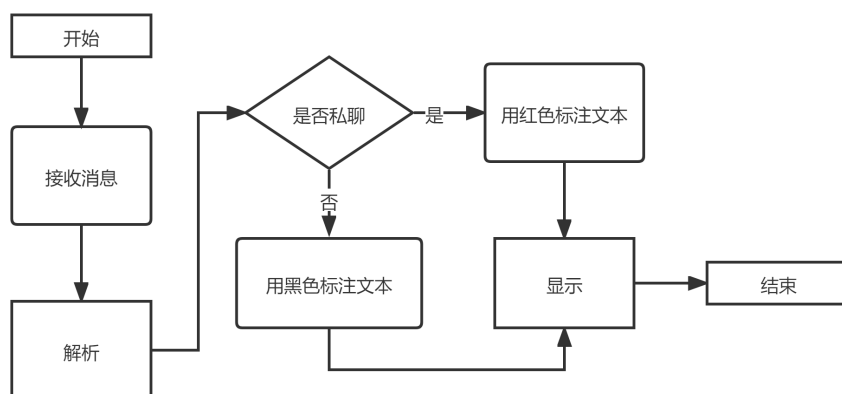 开始
接收消息
解析
是否私聊
是
否
用红色标注文本
用黑色标注文本
显示
结束